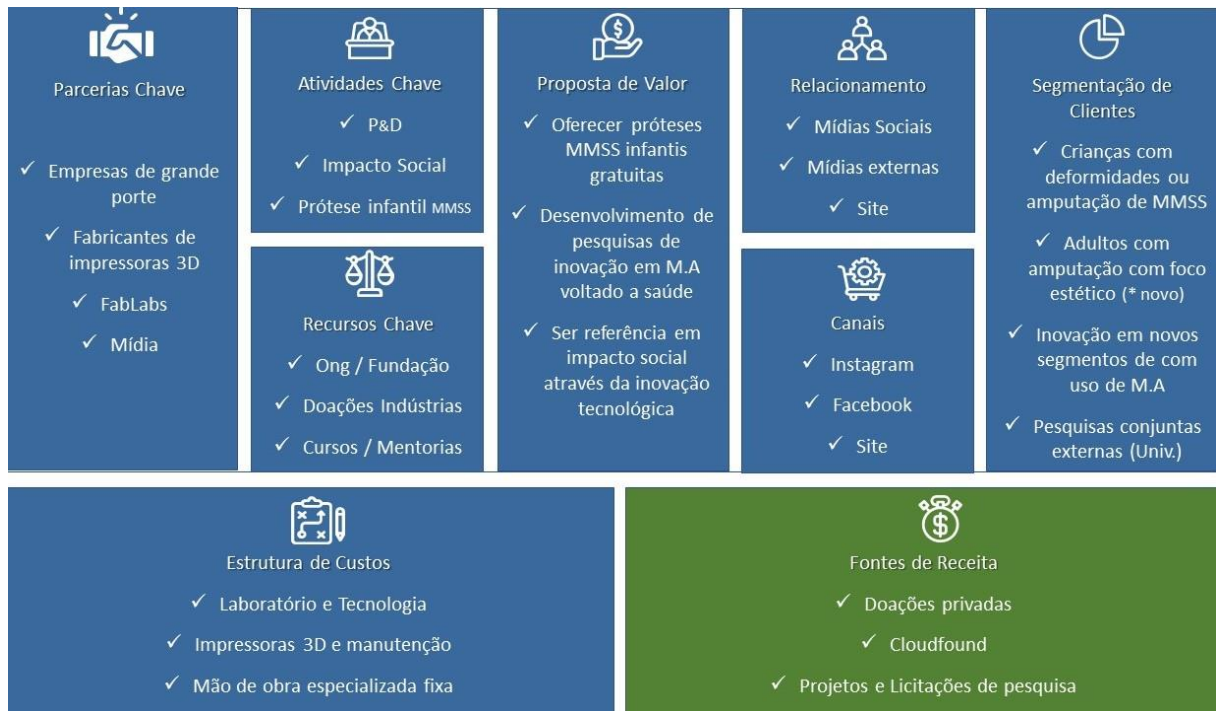 Parcerias Chave
✓ Empresas de grande
porte
✓ Fabricantes de
impressoras 3D
✓ FabLabs
✓ Mídia
Atividades Chave
✓ P&D
✓ Impacto Social
✓ Prótese infantil MMSS
Recursos Chave
✓ Ong / Fundação
✓ Doações Indústrias
✓ Cursos / Mentorias
Proposta de Valor
✓ Oferecer próteses
MMSS infantis
gratuitas
✓ Desenvolvimento de
pesquisas de
inovação em M.A
voltado a saúde
✓ Ser referência em
impacto social
através da inovação
tecnológica
Relacionamento
✓ Mídias Sociais
✓ Mídias externas
✓ Site
Canais
✓ Instagram
✓ Facebook
✓ Site
Segmentação de
Clientes
✓ Crianças com
deformidades ou
amputação de MMSS
✓ Adultos com
amputação com foco
estético (* novo)
✓ Inovação em novos
segmentos de com
uso de M.A
✓ Pesquisas conjuntas
externas (Univ.)
Estrutura de Custos
✓ Laboratório e Tecnologia
✓ Impressoras 3D e manutenção
✓ Mão de obra especializada fixa
Fontes de Receita
✓ Doações privadas
✓ Cloudfound
✓ Projetos e Licitações de pesquisa